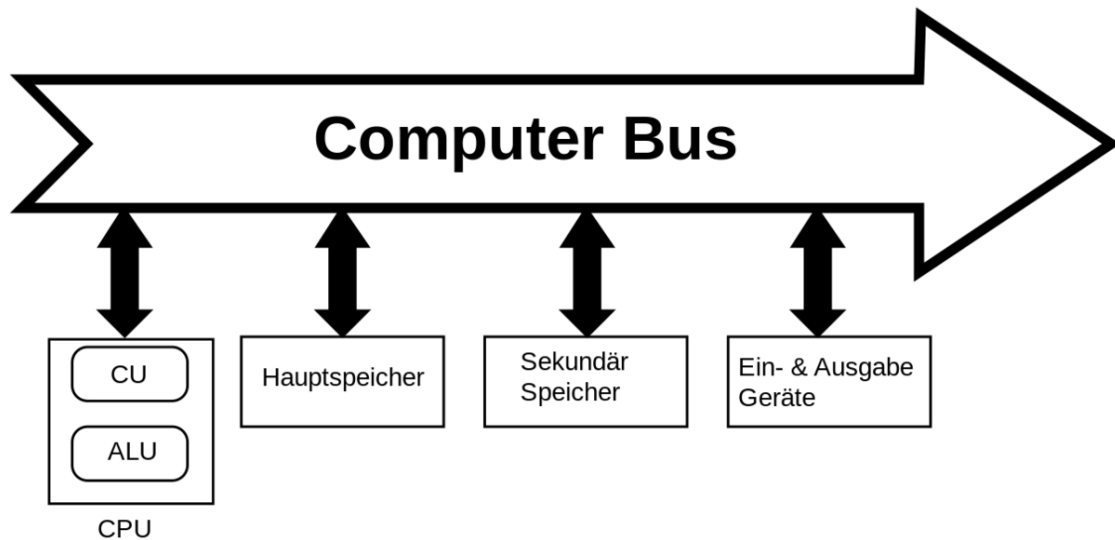 Computer Bus
CU
ALU
CPU
Hauptspeicher
Sekundär
Speicher
Ein- & Ausgabe
Geräte